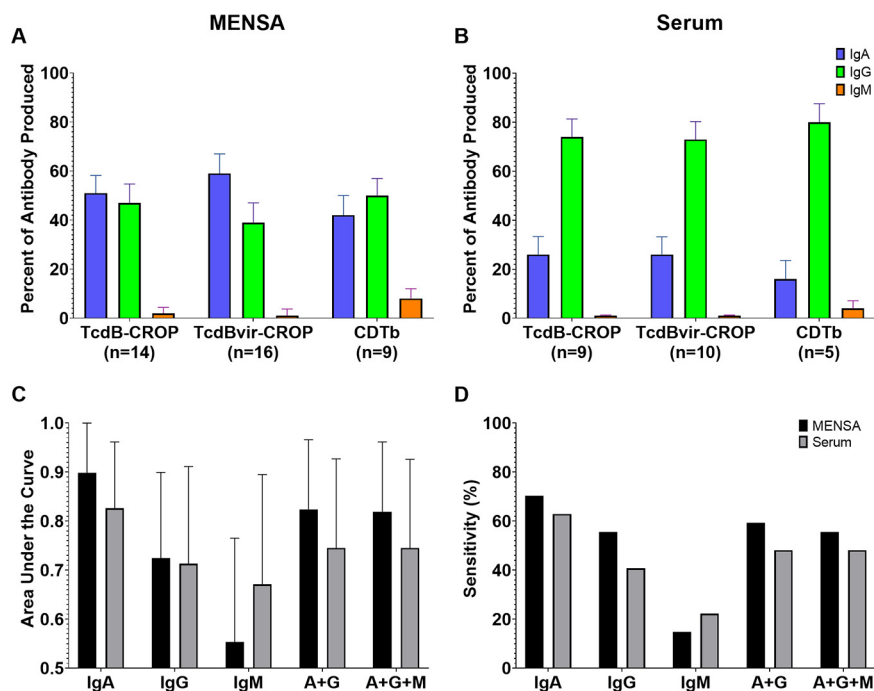 MENSA
Serum
A
Percent of Antibody Produced
100
80
60
40
20
0
TcdB-CROP
(n=14)
TcdBvir-CROP
(n=16)
CDTb
(n=9)
B
Percent of Antibody Produced
100
80
60
40
20
0
TcdB-CROP
(n=9)
TcdBvir-CROP
(n=10)
CDTb
(n=5)
IgA
IgG
IgM
C
Area Under the Curve
1.0
0.9
0.8
0.7
0.6
0.5
IgA
IgG
IgM
A+G
A+G+M
D
Sensitivity (%)
100
80
60
40
20
0
IgA
IgG
IgM
A+G
A+G+M
MENSA
Serum